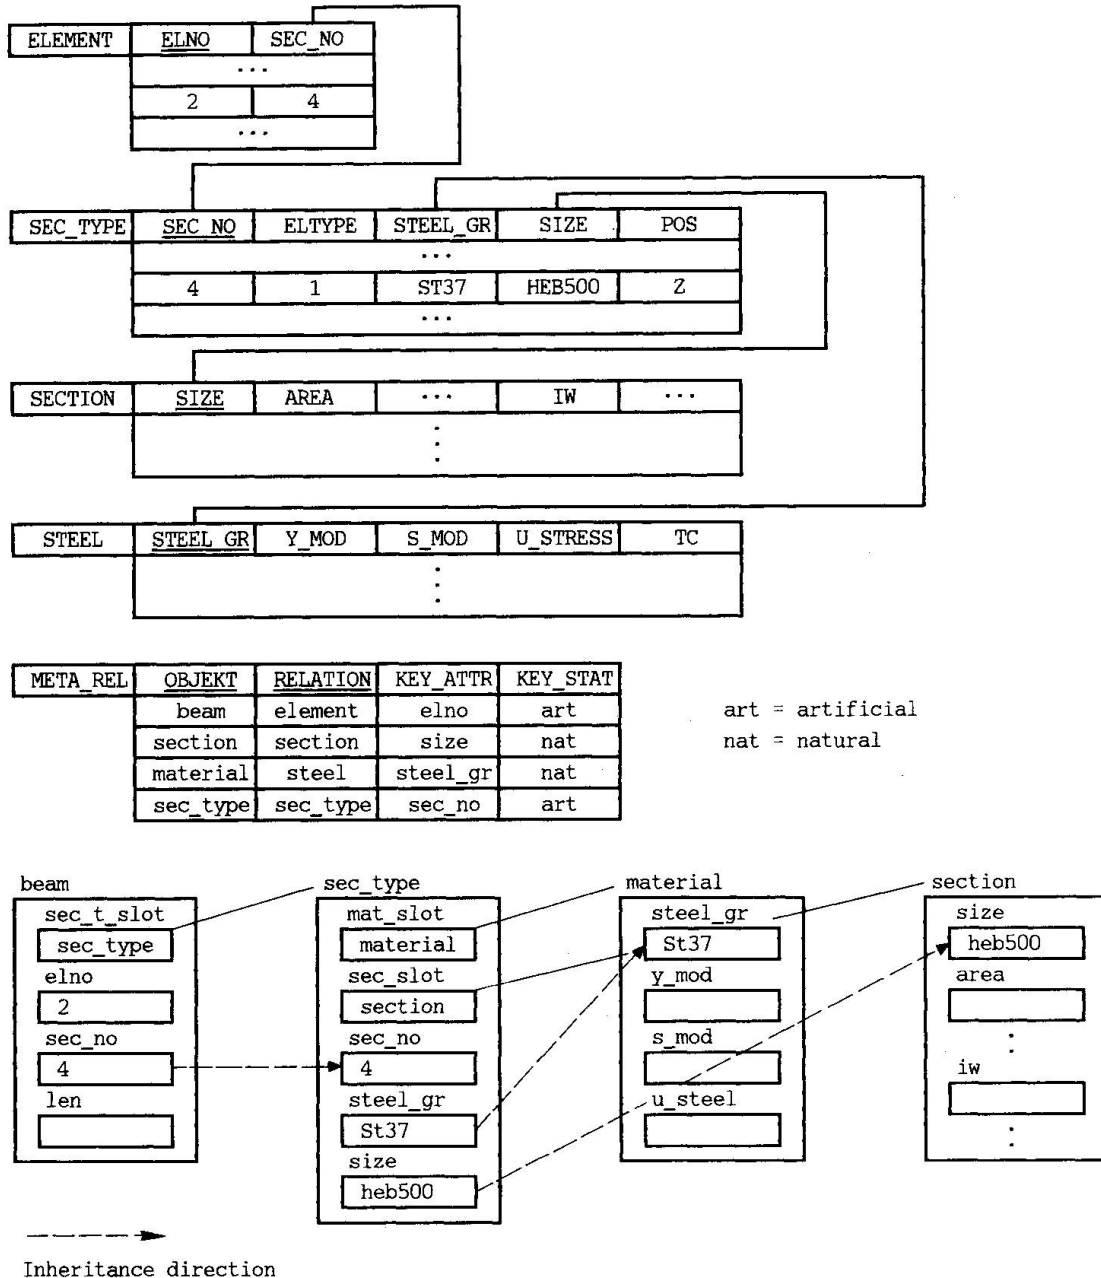 ELEMENT ELNO SEC_NO
...
2 4
...
SEC_TYPE SEC_NO ELTYPE STEEL_GR SIZE POS
...
4 1 ST37 HEB500 Z
...
SECTION SIZE AREA ... IW ...
STEEL STEEL_GR Y_MOD S_MOD U_STRESS TC
META_REL OBJEKT RELATION KEY_ATTR KEY_STAT
beam element elno art
section section size nat
material steel steel_gr nat
sec_type sec_type sec_no art
art = artificial
nat = natural
beam
sec_t_slot
sec_type
elno
2
sec_no
4
len
sec_type
mat_slot
material
sec_slot
section
sec_no
4
steel_gr
St37
size
heb500
material
steel_gr
St37
y_mod
s_mod
u_steel
section
size
heb500
area
iw
Inheritance direction